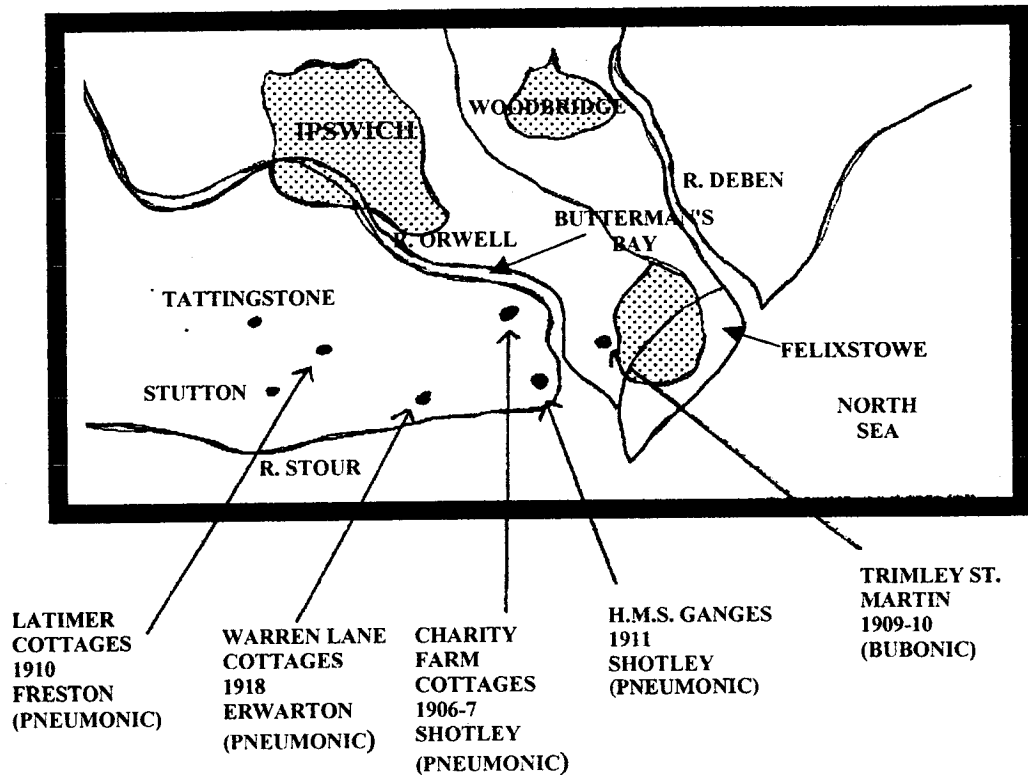 IPSWICH
WOODBRIDGE
R. DEBEN
R. ORWELL
BUTTERMAN'S
BAY
TATTINGSTONE
FELIXSTOWE
STUTTON
NORTH
SEA
R. STOUR
LATIMER
COTTAGES
1910
FRESTON
(PNEUMONIC)
WARREN LANE
COTTAGES
1918
ERWARTON
(PNEUMONIC)
CHARITY
FARM
COTTAGES
1906-7
SHOTLEY
(PNEUMONIC)
H.M.S. GANGES
1911
SHOTLEY
(PNEUMONIC)
TRIMLEY ST.
MARTIN
1909-10
(BUBONIC)